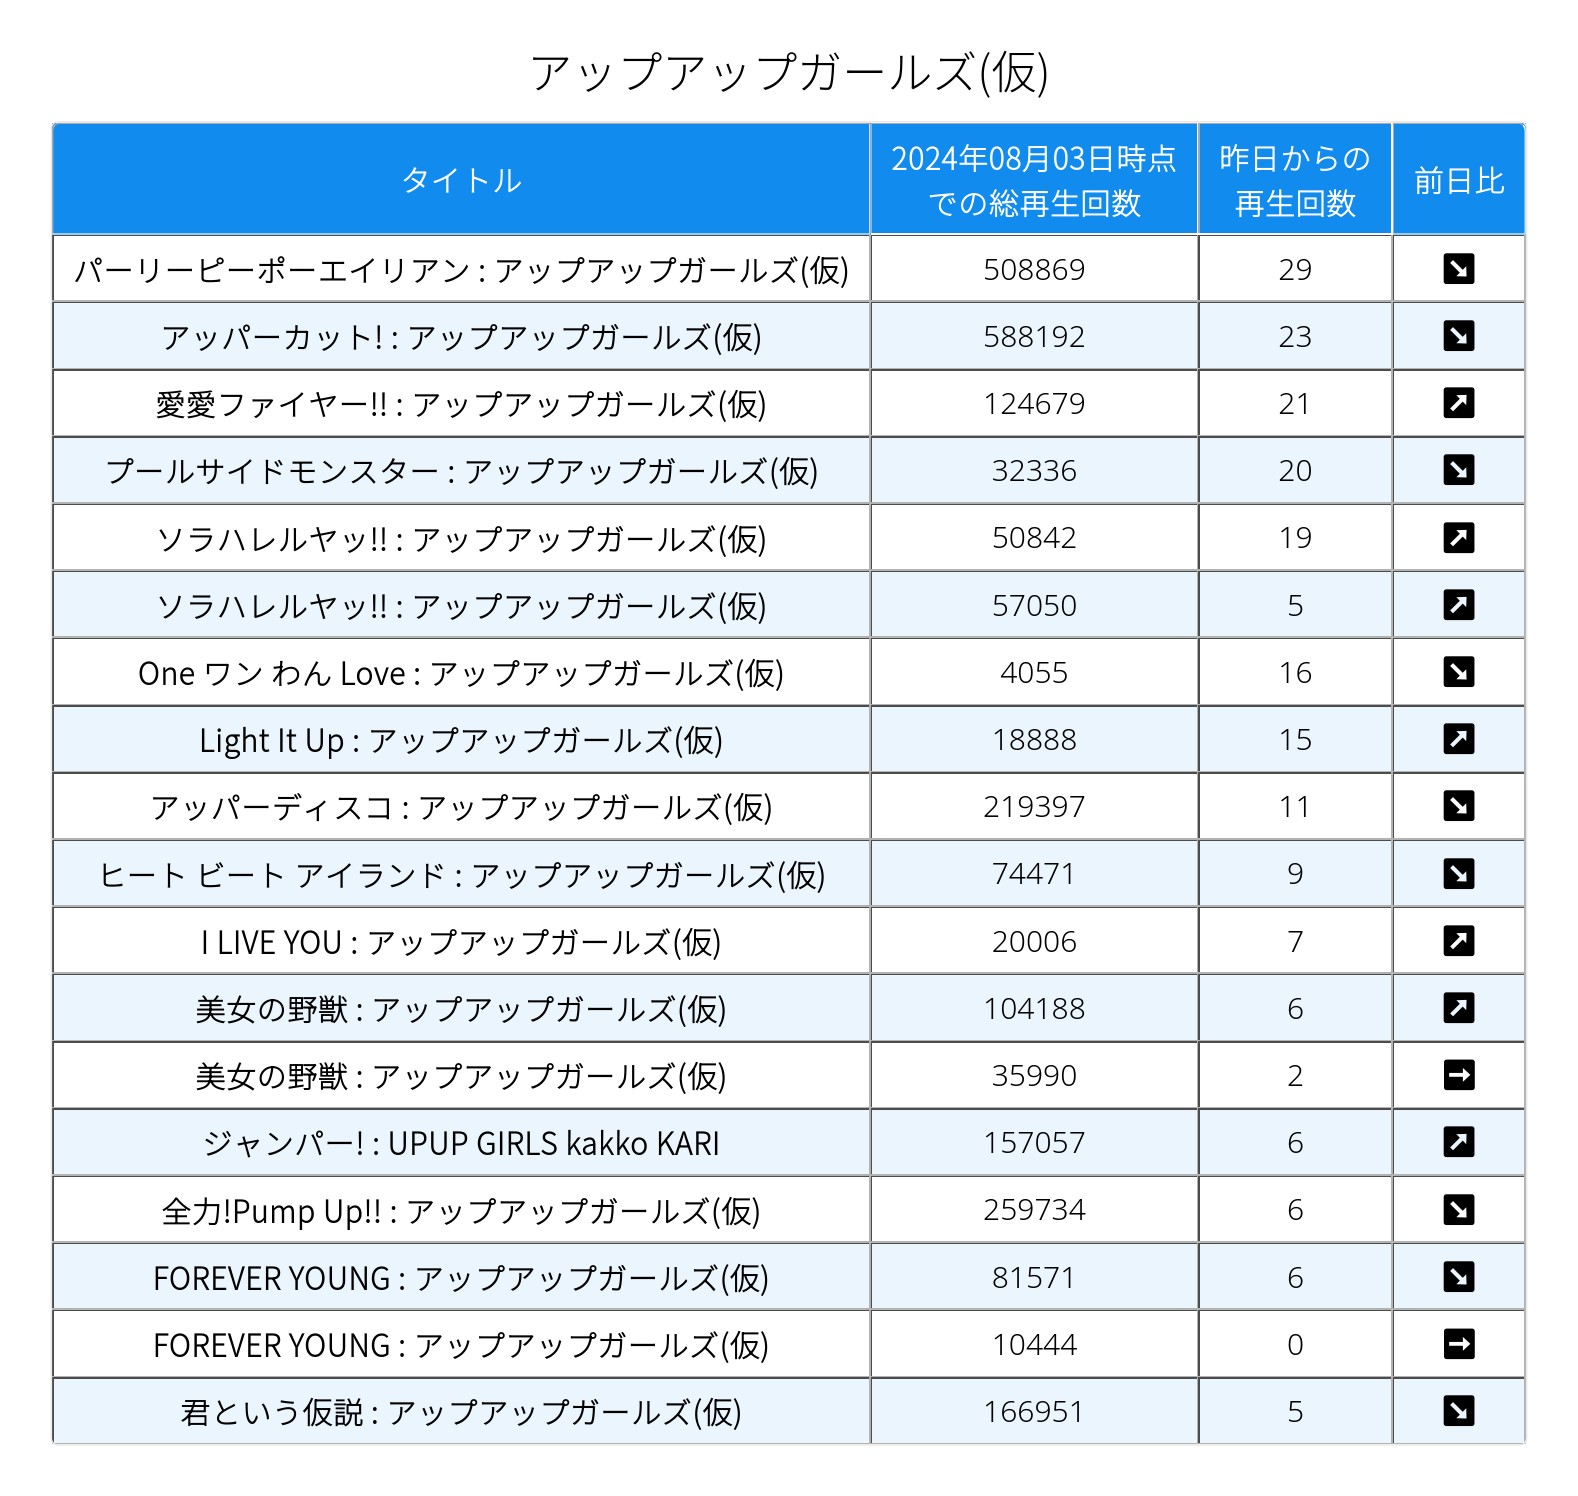 アップアップガールズ(仮)
タイトル 2024年08月03日時点での総再生回数 昨日からの再生回数 前日比
パーリーピーポーエイリアン : アップアップガールズ(仮) 508869 29 ↘
アッパーカット! : アップアップガールズ(仮) 588192 23 ↘
愛愛ファイヤー!! : アップアップガールズ(仮) 124679 21 ↗
プールサイドモンスター : アップアップガールズ(仮) 32336 20 ↘
ソラハレルヤッ!! : アップアップガールズ(仮) 50842 19 ↗
ソラハレルヤッ!! : アップアップガールズ(仮) 57050 5 ↗
One ワン わん Love : アップアップガールズ(仮) 4055 16 ↘
Light It Up : アップアップガールズ(仮) 18888 15 ↗
アッパーディスコ : アップアップガールズ(仮) 219397 11 ↘
ヒート ビート アイランド : アップアップガールズ(仮) 74471 9 ↘
I LIVE YOU : アップアップガールズ(仮) 20006 7 ↗
美女の野獣 : アップアップガールズ(仮) 104188 6 ↗
美女の野獣 : アップアップガールズ(仮) 35990 2 →
ジャンパー! : UPUP GIRLS kakko KARI 157057 6 ↗
全力!Pump Up!! : アップアップガールズ(仮) 259734 6 ↘
FOREVER YOUNG : アップアップガールズ(仮) 81571 6 ↘
FOREVER YOUNG : アップアップガールズ(仮) 10444 0 →
君という仮説 : アップアップガールズ(仮) 166951 5 ↘